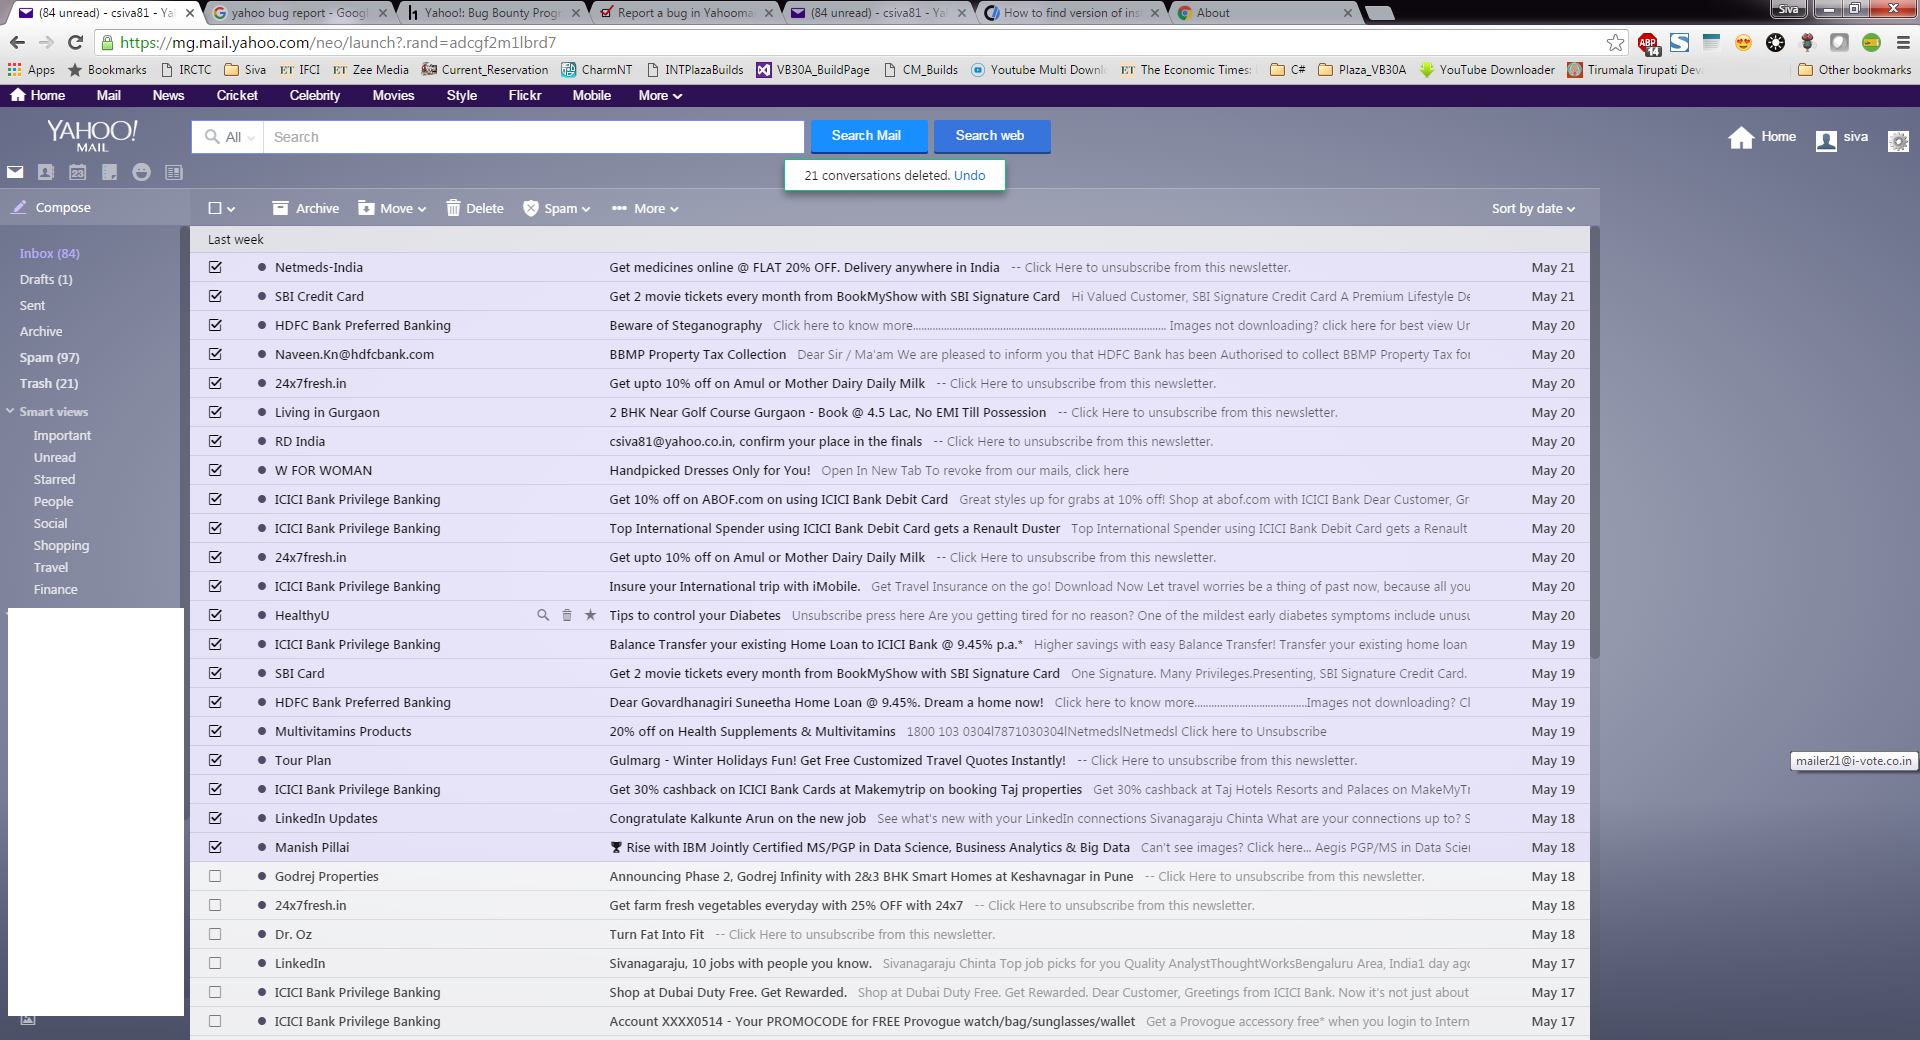 (84 unread) - csiva81 - Ya
yahoo bug report - Googl
Yahoo!: Bug Bounty Prog
Report a bug in Yahooma
(84 unread) - csiva81 - Ya
How to find version of ins
About
Siva
https://mg.mail.yahoo.com/neo/launch?.rand=adcgf2m1lbrd7
ABP 14
Apps Bookmarks IRCTC Siva ET IFCI ET Zee Media Current_Reservation CharmNT INTPlazaBuilds VB30A_BuildPage CM_Builds Youtube Multi Downl ET The Economic Times: C# Plaza_VB30A YouTube Downloader Tirumala Tirupati Dev Other bookmarks
Home Mail News Cricket Celebrity Movies Style Flickr Mobile More
YAHOO! MAIL
All Search Search Mail Search web Home siva
23
21 conversations deleted. Undo
Compose
Archive Move Delete Spam More Sort by date
Inbox (84)
Drafts (1)
Sent
Archive
Spam (97)
Trash (21)
Smart views
Important
Unread
Starred
People
Social
Shopping
Travel
Finance
Last week
Netmeds-India Get medicines online @ FLAT 20% OFF. Delivery anywhere in India -- Click Here to unsubscribe from this newsletter. May 21
SBI Credit Card Get 2 movie tickets every month from BookMyShow with SBI Signature Card Hi Valued Customer, SBI Signature Credit Card A Premium Lifestyle De May 21
HDFC Bank Preferred Banking Beware of Steganography Click here to know more.......................................................................................... Images not downloading? click here for best view Ur May 20
Naveen.Kn@hdfcbank.com BBMP Property Tax Collection Dear Sir / Ma'am We are pleased to inform you that HDFC Bank has been Authorised to collect BBMP Property Tax for May 20
24x7fresh.in Get upto 10% off on Amul or Mother Dairy Daily Milk -- Click Here to unsubscribe from this newsletter. May 20
Living in Gurgaon 2 BHK Near Golf Course Gurgaon - Book @ 4.5 Lac, No EMI Till Possession -- Click Here to unsubscribe from this newsletter. May 20
RD India csiva81@yahoo.co.in, confirm your place in the finals -- Click Here to unsubscribe from this newsletter. May 20
W FOR WOMAN Handpicked Dresses Only for You! Open In New Tab To revoke from our mails, click here May 20
ICICI Bank Privilege Banking Get 10% off on ABOF.com on using ICICI Bank Debit Card Great styles up for grabs at 10% off! Shop at abof.com with ICICI Bank Dear Customer, Gr May 20
ICICI Bank Privilege Banking Top International Spender using ICICI Bank Debit Card gets a Renault Duster Top International Spender using ICICI Bank Debit Card gets a Renault May 20
24x7fresh.in Get upto 10% off on Amul or Mother Dairy Daily Milk -- Click Here to unsubscribe from this newsletter. May 20
ICICI Bank Privilege Banking Insure your International trip with iMobile. Get Travel Insurance on the go! Download Now Let travel worries be a thing of past now, because all you May 20
HealthyU Tips to control your Diabetes Unsubscribe press here Are you getting tired for no reason? One of the mildest early diabetes symptoms include unusu May 20
ICICI Bank Privilege Banking Balance Transfer your existing Home Loan to ICICI Bank @ 9.45% p.a.* Higher savings with easy Balance Transfer! Transfer your existing home loan May 19
SBI Card Get 2 movie tickets every month from BookMyShow with SBI Signature Card One Signature. Many Privileges.Presenting, SBI Signature Credit Card. May 19
HDFC Bank Preferred Banking Dear Govardhanagiri Suneetha Home Loan @ 9.45%. Dream a home now! Click here to know more........................................Images not downloading? Cl May 19
Multivitamins Products 20% off on Health Supplements & Multivitamins 1800 103 0304l7871030304lNetmedslNetmedsl Click here to Unsubscribe May 19
Tour Plan Gulmarg - Winter Holidays Fun! Get Free Customized Travel Quotes Instantly! -- Click Here to unsubscribe from this newsletter. May 19
mailer21@i-vote.co.in
ICICI Bank Privilege Banking Get 30% cashback on ICICI Bank Cards at Makemytrip on booking Taj properties Get 30% cashback at Taj Hotels Resorts and Palaces on MakeMyTr May 19
LinkedIn Updates Congratulate Kalkunte Arun on the new job See what's new with your LinkedIn connections Sivanagaraju Chinta What are your connections up to? S May 18
Manish Pillai Rise with IBM Jointly Certified MS/PGP in Data Science, Business Analytics & Big Data Can't see images? Click here... Aegis PGP/MS in Data Scier May 18
Godrej Properties Announcing Phase 2, Godrej Infinity with 2&3 BHK Smart Homes at Keshavnagar in Pune -- Click Here to unsubscribe from this newsletter. May 18
24x7fresh.in Get farm fresh vegetables everyday with 25% OFF with 24x7 -- Click Here to unsubscribe from this newsletter. May 18
Dr. Oz Turn Fat Into Fit -- Click Here to unsubscribe from this newsletter. May 18
LinkedIn Sivanagaraju, 10 jobs with people you know. Sivanagaraju Chinta Top job picks for you Quality AnalystThoughtWorksBengaluru Area, India1 day ago May 17
ICICI Bank Privilege Banking Shop at Dubai Duty Free. Get Rewarded. Shop at Dubai Duty Free. Get Rewarded. Dear Customer, Greetings from ICICI Bank. Now it's not just about May 17
ICICI Bank Privilege Banking Account XXXX0514 - Your PROMOCODE for FREE Provogue watch/bag/sunglasses/wallet Get a Provogue accessory free* when you login to Intern May 17